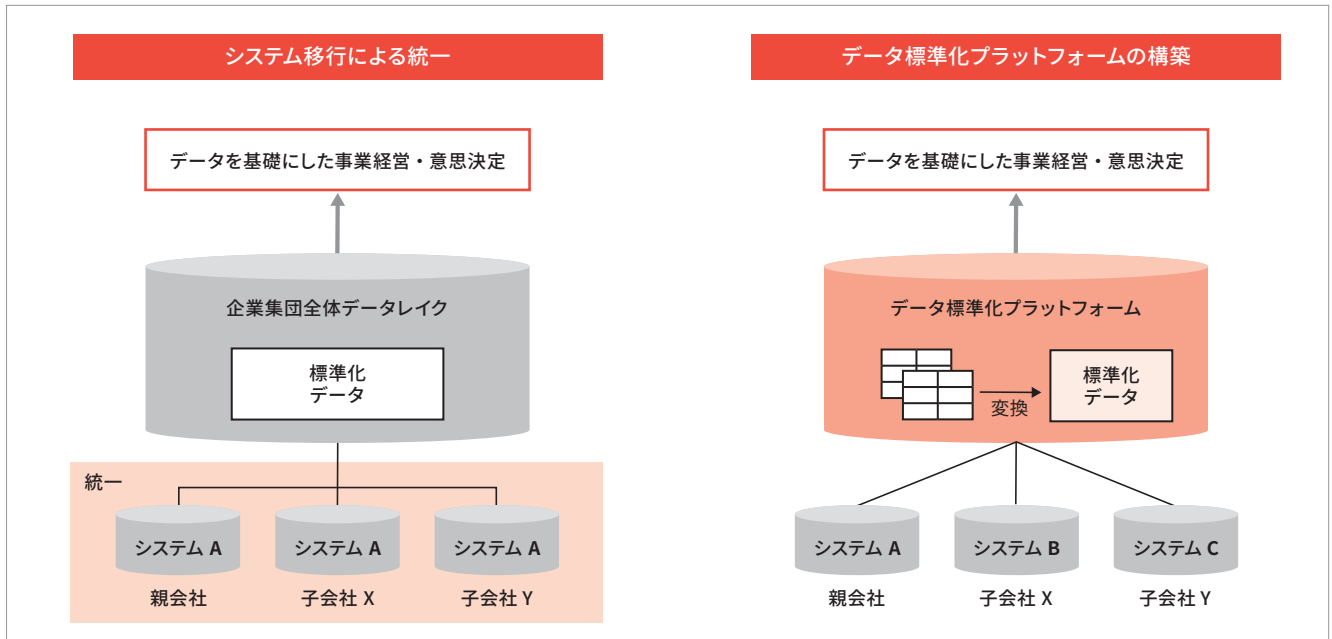 システム移行による統一
データを基礎にした事業経営・意思決定
企業集団全体データレイク
標準化
データ
統一
システム A
システム A
システム A
親会社
子会社 X
子会社 Y
データ標準化プラットフォームの構築
データを基礎にした事業経営・意思決定
データ標準化プラットフォーム
変換
標準化
データ
システム A
システム B
システム C
親会社
子会社 X
子会社 Y